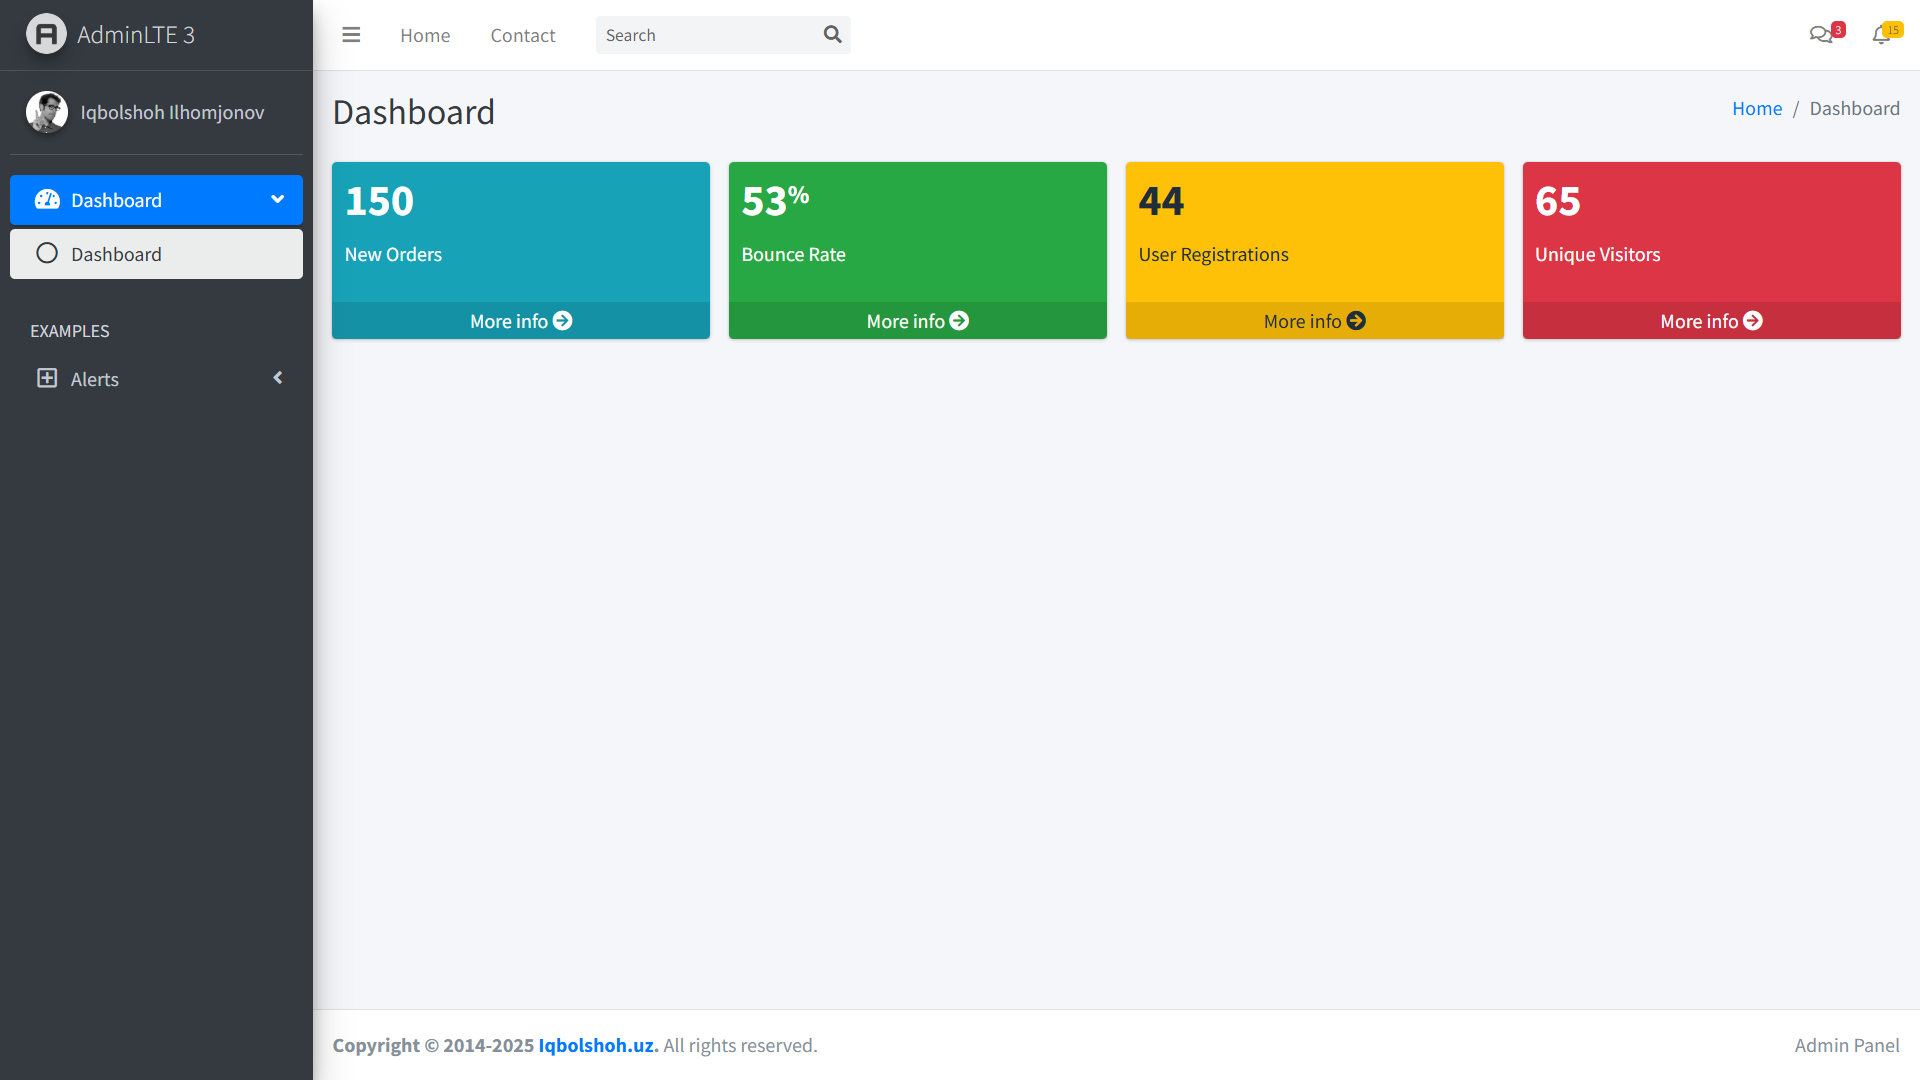 AdminLTE 3
Home
Contact
Search
3
15
Iqbolshoh Ilhomjonov
Dashboard
Dashboard
EXAMPLES
Alerts
Dashboard
Home / Dashboard
150
New Orders
More info
53%
Bounce Rate
More info
44
User Registrations
More info
65
Unique Visitors
More info
Copyright © 2014-2025 Iqbolshoh.uz. All rights reserved.
Admin Panel